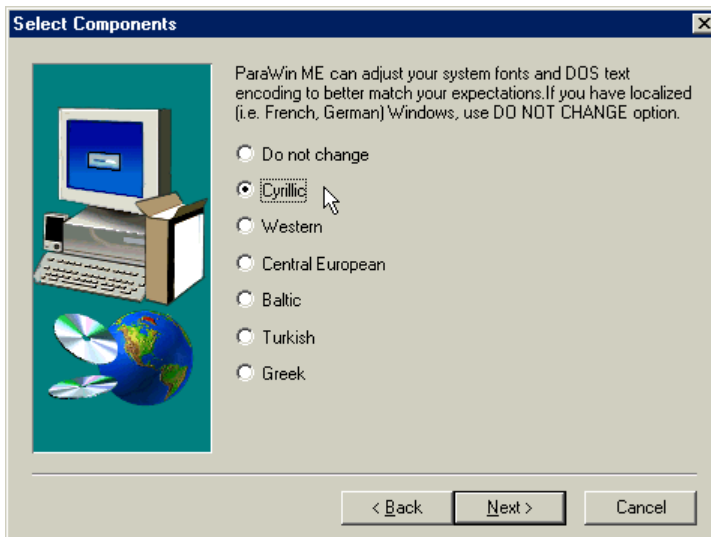 Select Components
ParaWin ME can adjust your system fonts and DOS text
encoding to better match your expectations.If you have localized
(i.e. French, German) Windows, use DO NOT CHANGE option.
Do not change
Cyrillic
Western
Central European
Baltic
Turkish
Greek
< Back
Next >
Cancel